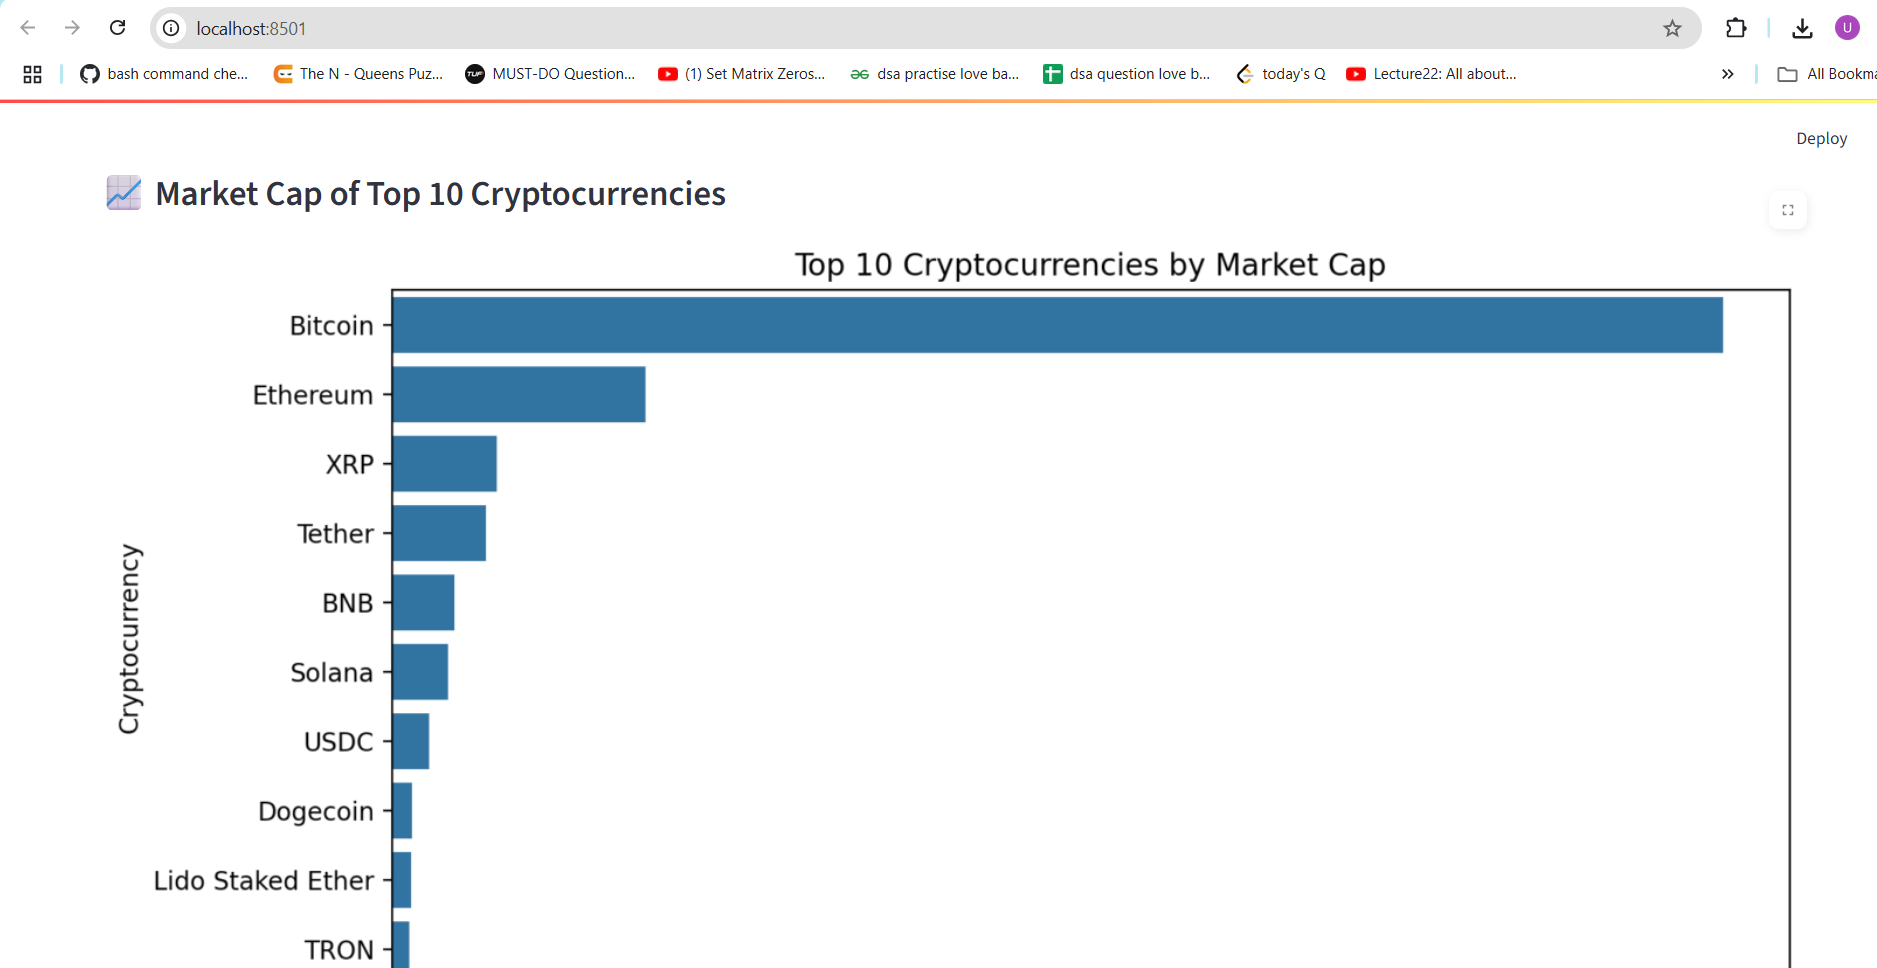 localhost:8501
U
bash command che...
The N - Queens Puz...
TUF
MUST-DO Question...
(1) Set Matrix Zeros...
dsa practise love ba...
dsa question love b...
today's Q
Lecture22: All about...
»
All Bookma
Deploy
Market Cap of Top 10 Cryptocurrencies
Top 10 Cryptocurrencies by Market Cap
Bitcoin
Ethereum
XRP
Tether
BNB
Solana
USDC
Dogecoin
Lido Staked Ether
TRON
Cryptocurrency